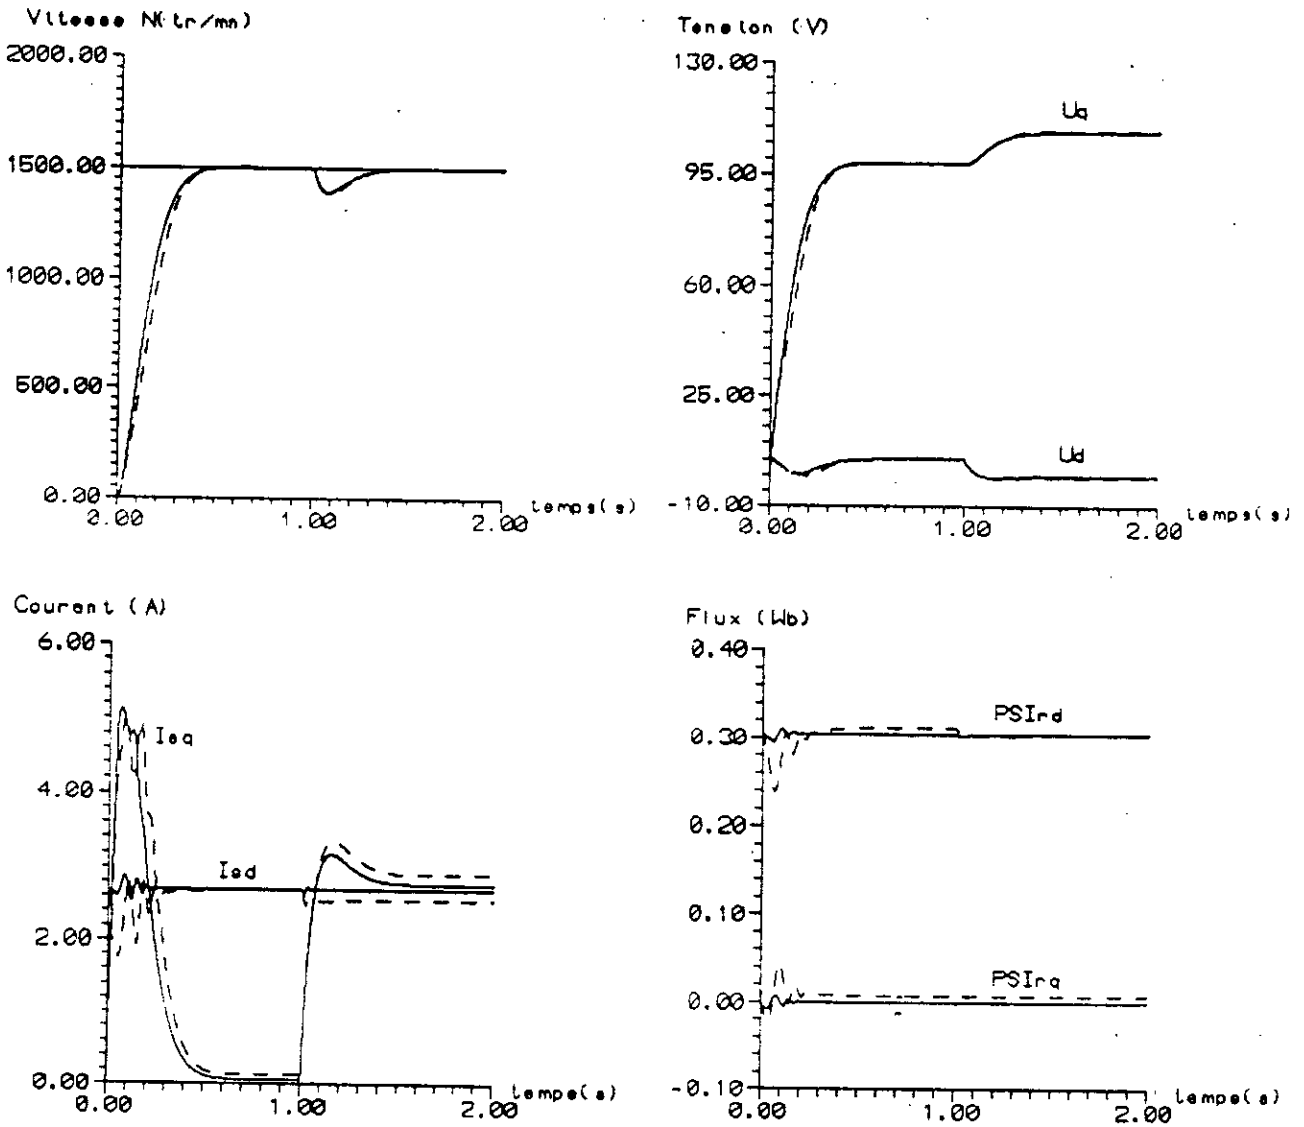 Vitesse N(tr/mn)
2000.00
1500.00
1000.00
500.00
0.00
0.00
1.00
2.00
temps(s)
Tension (V)
130.00
95.00
60.00
25.00
-10.00
Uq
Ud
0.00
1.00
2.00
temps(s)
Courant (A)
6.00
4.00
2.00
0.00
Isq
Isd
0.00
1.00
2.00
temps(s)
Flux (Wb)
0.40
0.30
0.20
0.10
0.00
-0.10
PSIrd
PSIrq
0.00
1.00
2.00
temps(s)